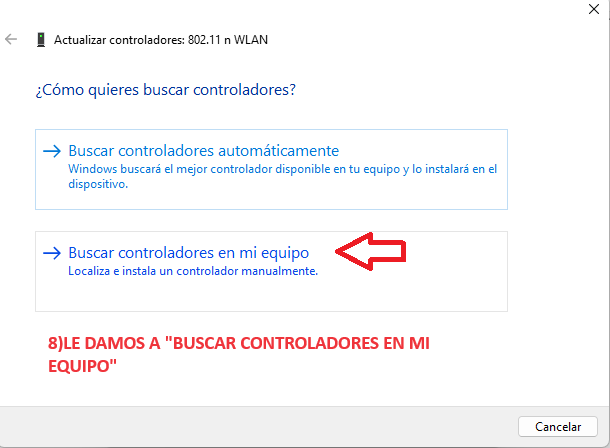 Actualizar controladores: 802.11 n WLAN
¿Cómo quieres buscar controladores?
Buscar controladores automáticamente
Windows buscará el mejor controlador disponible en tu equipo y lo instalará en el
dispositivo.
Buscar controladores en mi equipo
Localiza e instala un controlador manualmente.
8)LE DAMOS A "BUSCAR CONTROLADORES EN MI
EQUIPO"
Cancelar